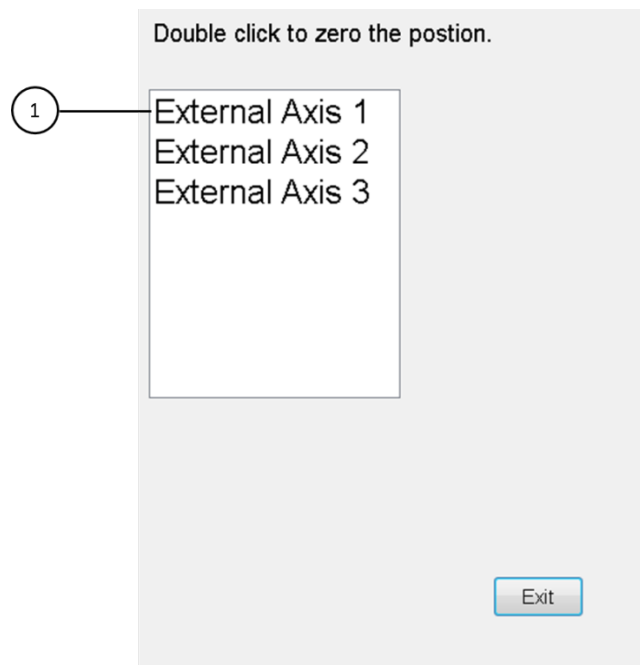 Double click to zero the postion.
1
External Axis 1
External Axis 2
External Axis 3
Exit